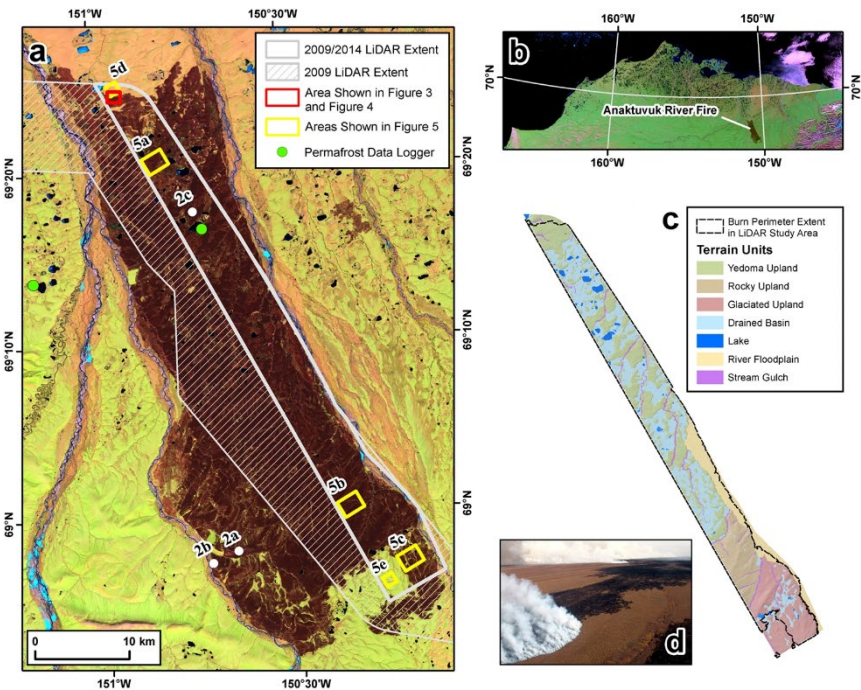 151°W
150°30'W
a
2009/2014 LiDAR Extent
2009 LiDAR Extent
Area Shown in Figure 3
and Figure 4
Areas Shown in Figure 5
Permafrost Data Logger
5d
5a
2c
5b
5c
5e
2a
2b
69°20'N
69°10'N
69°N
69°20'N
69°10'N
69°N
0
10 km
151°W
150°30'W
b
160°W
150°W
70°N
70°N
Anaktuvuk River Fire
160°W
150°W
c
Burn Perimeter Extent
in LiDAR Study Area
Terrain Units
Yedoma Upland
Rocky Upland
Glaciated Upland
Drained Basin
Lake
River Floodplain
Stream Gulch
d